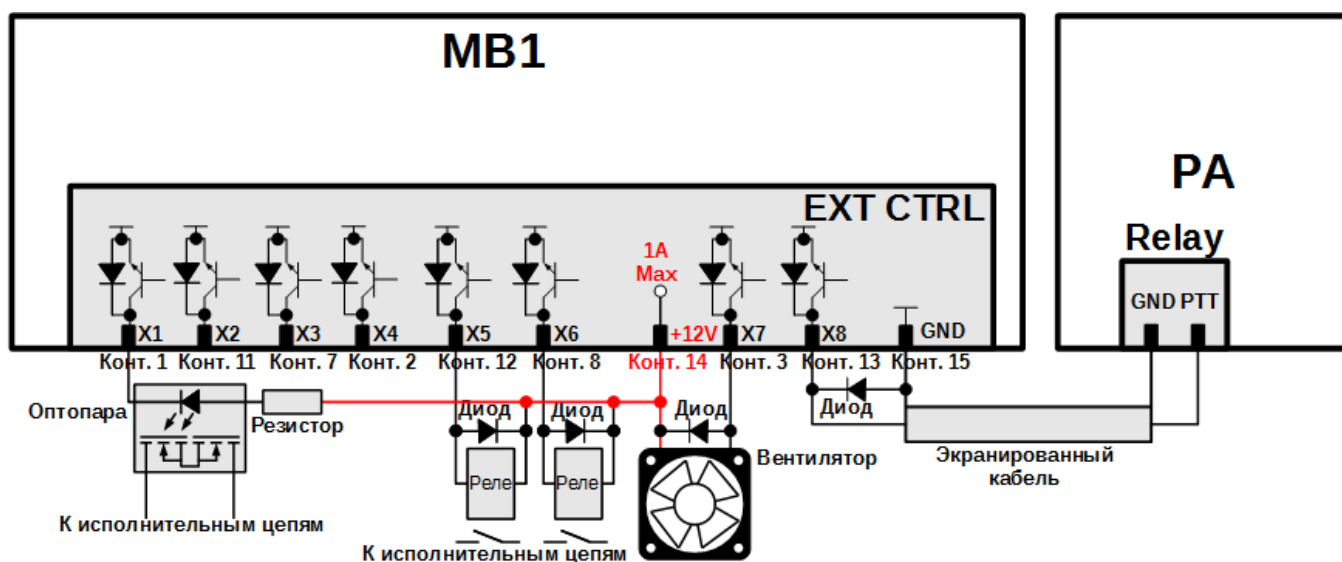 MB1
PA
EXT CTRL
Relay
1A
Max
GND PTT
X1
X2
X3
X4
X5
X6
+12V
X7
X8
GND
Конт. 1
Конт. 11
Конт. 7
Конт. 2
Конт. 12
Конт. 8
Конт. 14
Конт. 3
Конт. 13
Конт. 15
Оптопара
Резистор
Диод
Диод
Диод
Диод
Вентилятор
Экранированный
кабель
Реле
Реле
К исполнительным цепям
К исполнительным цепям